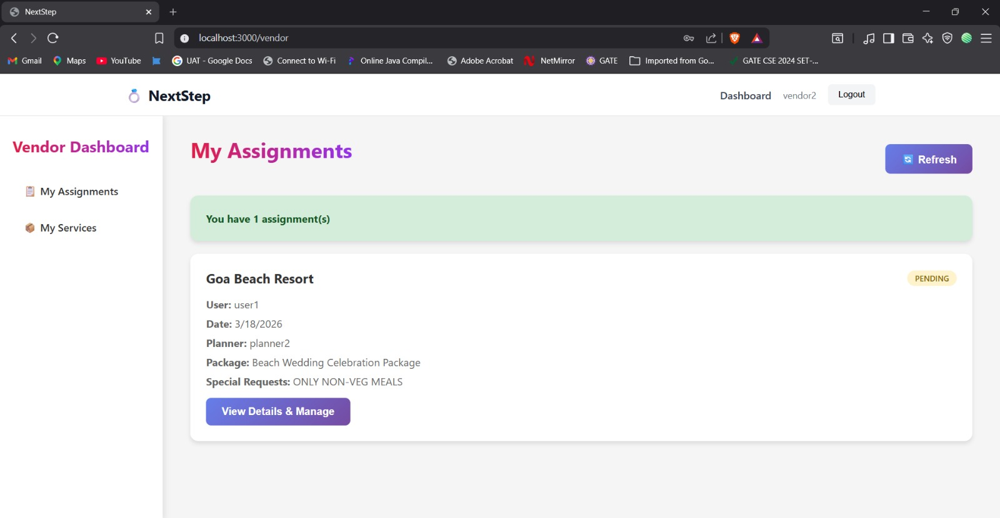 NextStep
localhost:3000/vendor
Gmail
Maps
YouTube
UAT - Google Docs
Connect to Wi-Fi
Online Java Compil...
Adobe Acrobat
NetMirror
GATE
Imported from Go...
GATE CSE 2024 SET-...
NextStep
Dashboard
vendor2
Logout
Vendor Dashboard
My Assignments
My Services
My Assignments
Refresh
You have 1 assignment(s)
Goa Beach Resort
PENDING
User: user1
Date: 3/18/2026
Planner: planner2
Package: Beach Wedding Celebration Package
Special Requests: ONLY NON-VEG MEALS
View Details & Manage